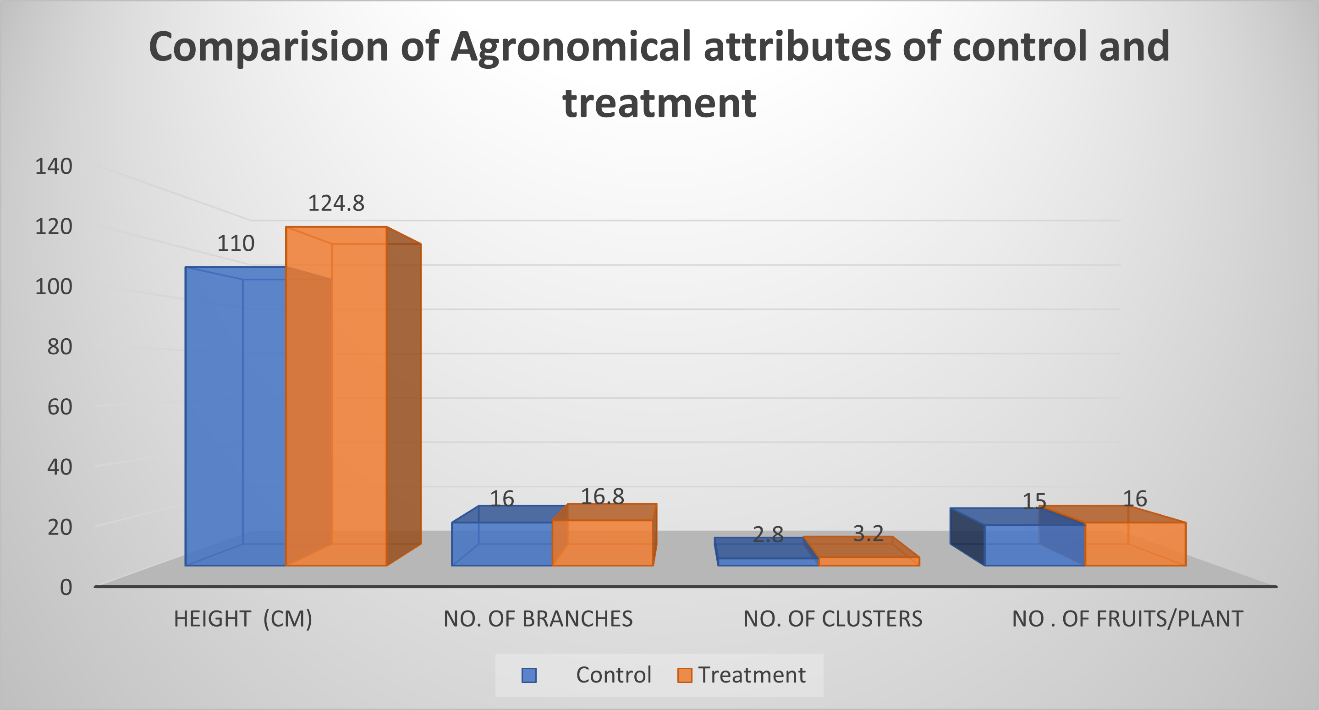 Comparision of Agronomical attributes of control and
treatment
140
120
100
80
60
40
20
0
110
124.8
16
16.8
2.8
3.2
15
16
HEIGHT (CM)
NO. OF BRANCHES
NO. OF CLUSTERS
NO . OF FRUITS/PLANT
Control
Treatment